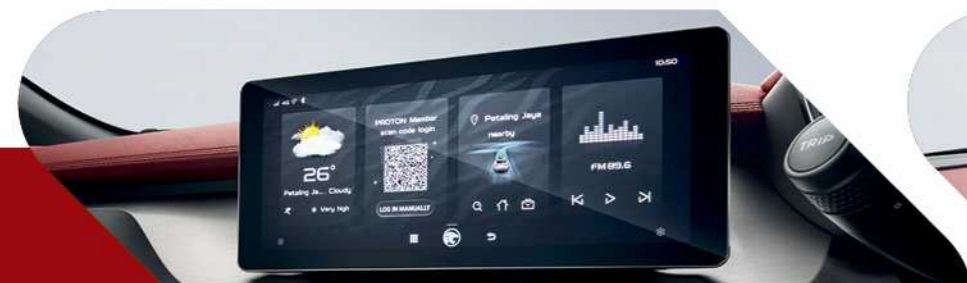 10:50
4G
PROTON Member
scan code login
Petaling Jaya
nearby
26°
Petaling Ja... Cloudy
Very high
LOG IN MANUALLY
FM 89.6
TRIP